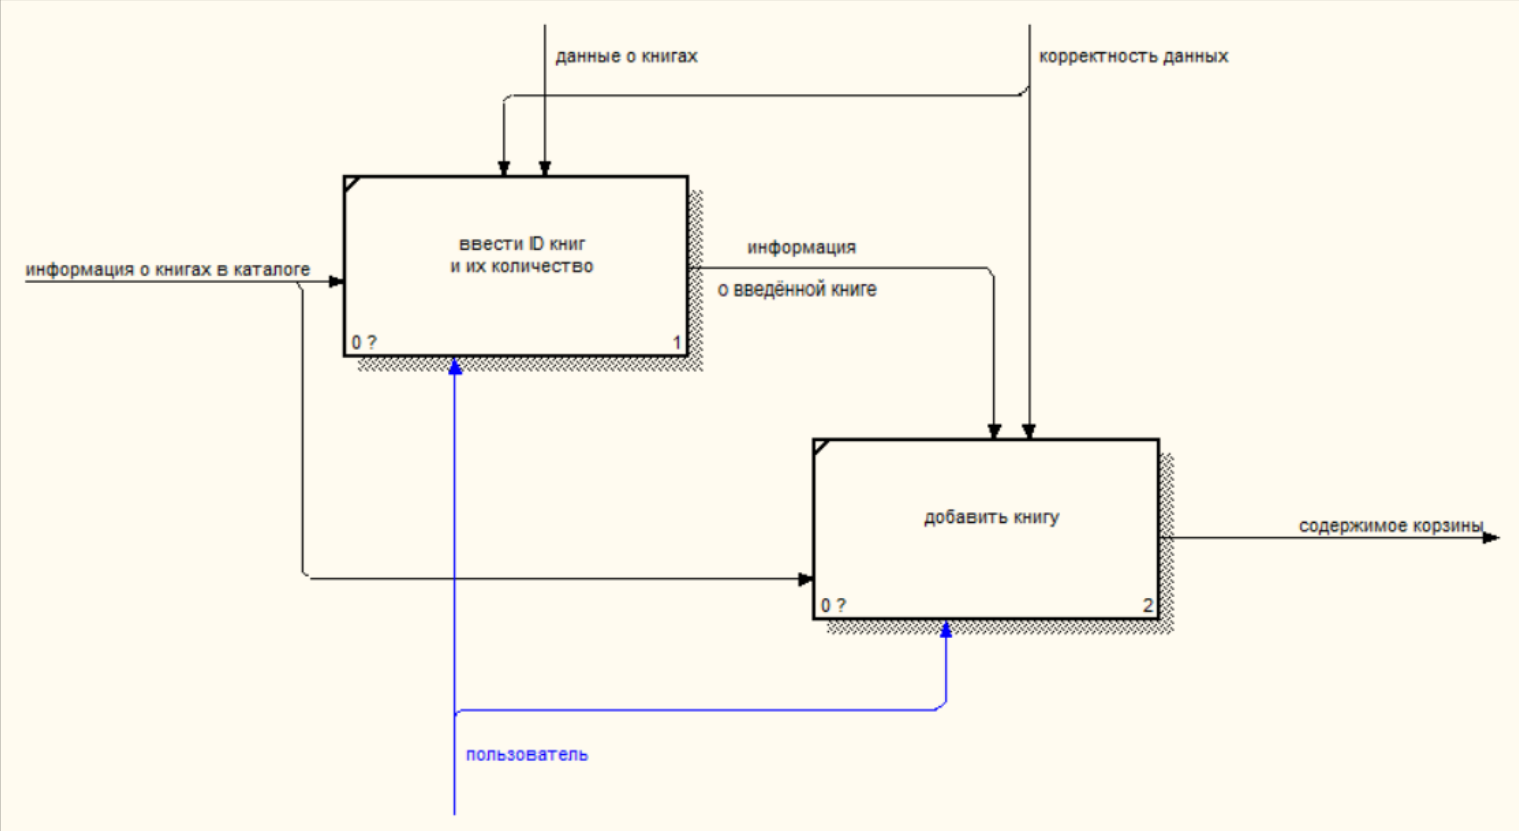 данные о книгах
корректность данных
ввести ID книг
и их количество
информация
информация о книгах в каталоге
о введённой книге
0 ?
1
добавить книгу
содержимое корзины
0 ?
2
пользователь